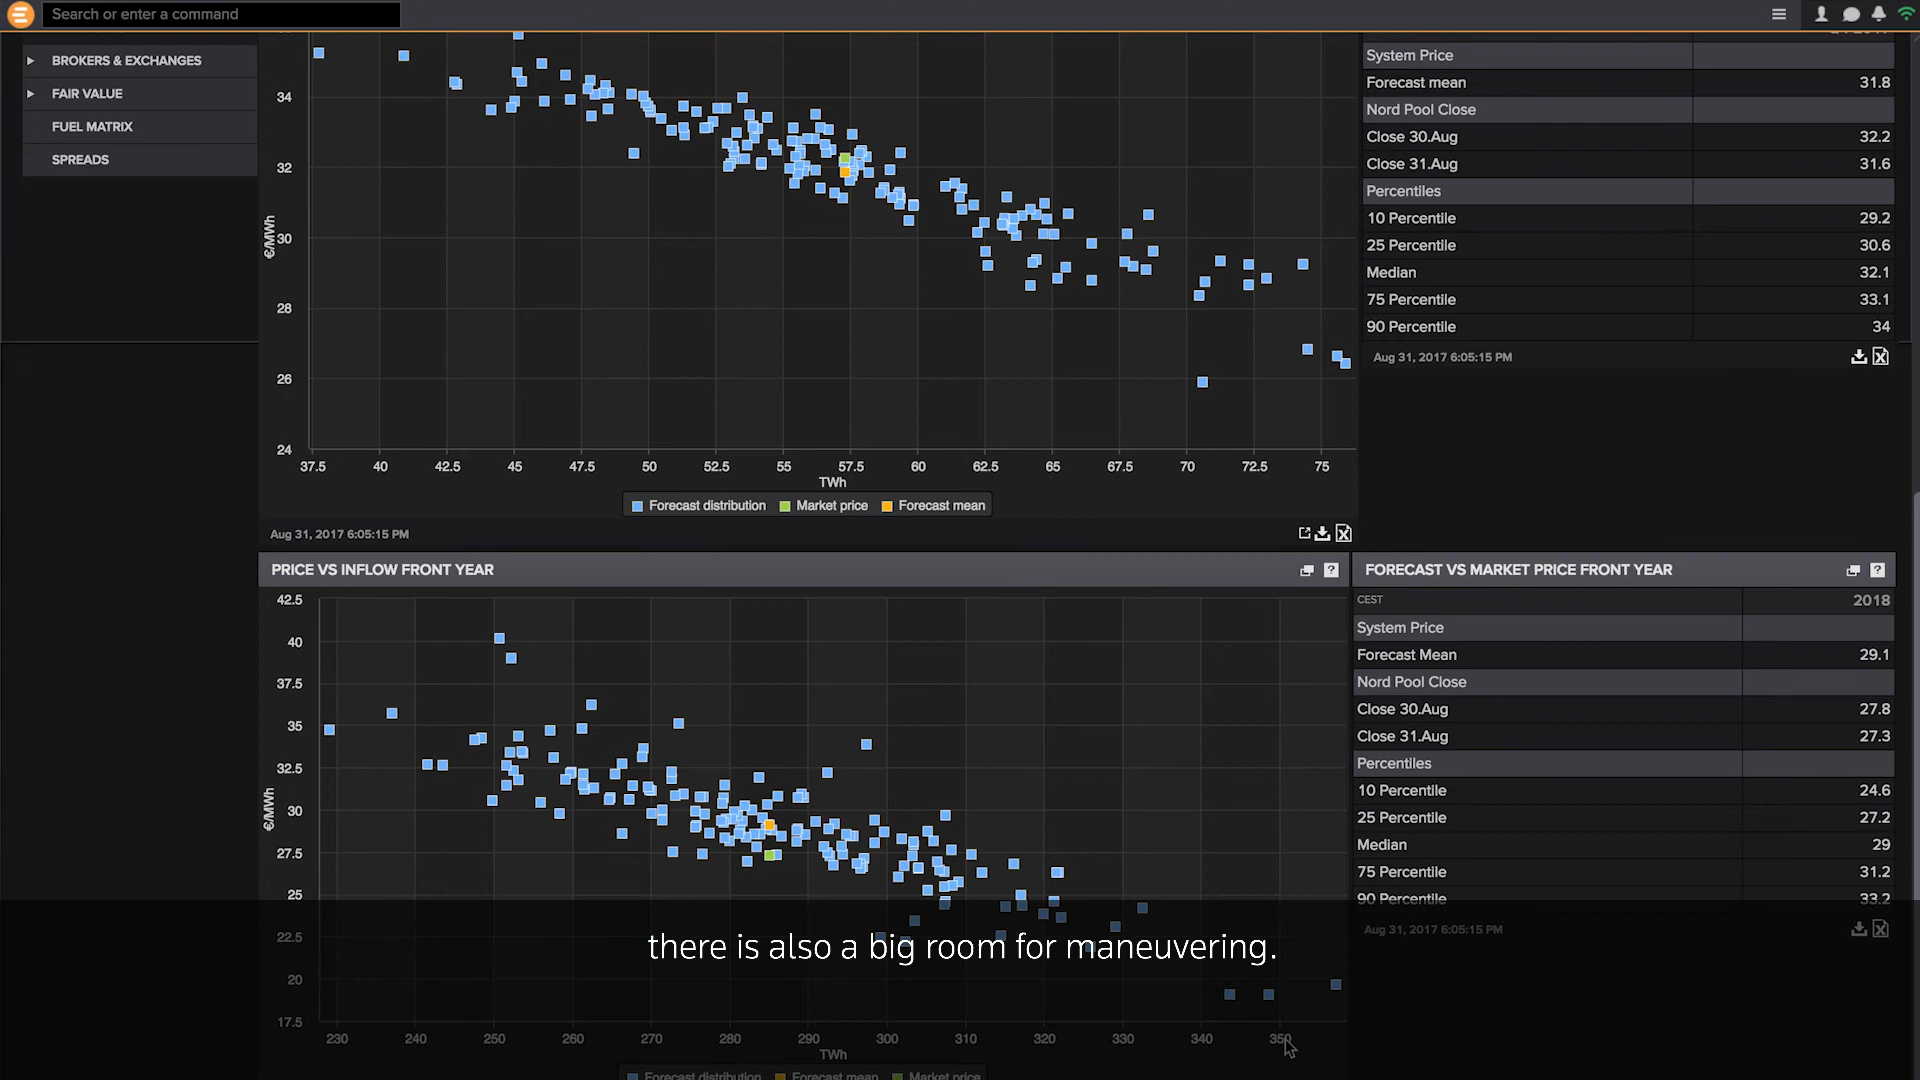 Search or enter a command
BROKERS & EXCHANGES
FAIR VALUE
FUEL MATRIX
SPREADS
34
32
30
28
26
24
€/MWh
37.5 40 42.5 45 47.5 50 52.5 55 57.5 60 62.5 65 67.5 70 72.5 75
TWh
Forecast distribution Market price Forecast mean
Aug 31, 2017 6:05:15 PM
System Price
Forecast mean 31.8
Nord Pool Close
Close 30.Aug 32.2
Close 31.Aug 31.6
Percentiles
10 Percentile 29.2
25 Percentile 30.6
Median 32.1
75 Percentile 33.1
90 Percentile 34
Aug 31, 2017 6:05:15 PM
PRICE VS INFLOW FRONT YEAR
42.5
40
37.5
35
32.5
30
27.5
25
22.5
20
17.5
€/MWh
230 240 250 260 270 280 290 300 310 320 330 340 350
TWh
Forecast distribution Forecast mean Market price
FORECAST VS MARKET PRICE FRONT YEAR
CEST 2018
System Price
Forecast Mean 29.1
Nord Pool Close
Close 30.Aug 27.8
Close 31.Aug 27.3
Percentiles
10 Percentile 24.6
25 Percentile 27.2
Median 29
75 Percentile 31.2
90 Percentile 33.2
Aug 31, 2017 6:05:15 PM
there is also a big room for maneuvering.